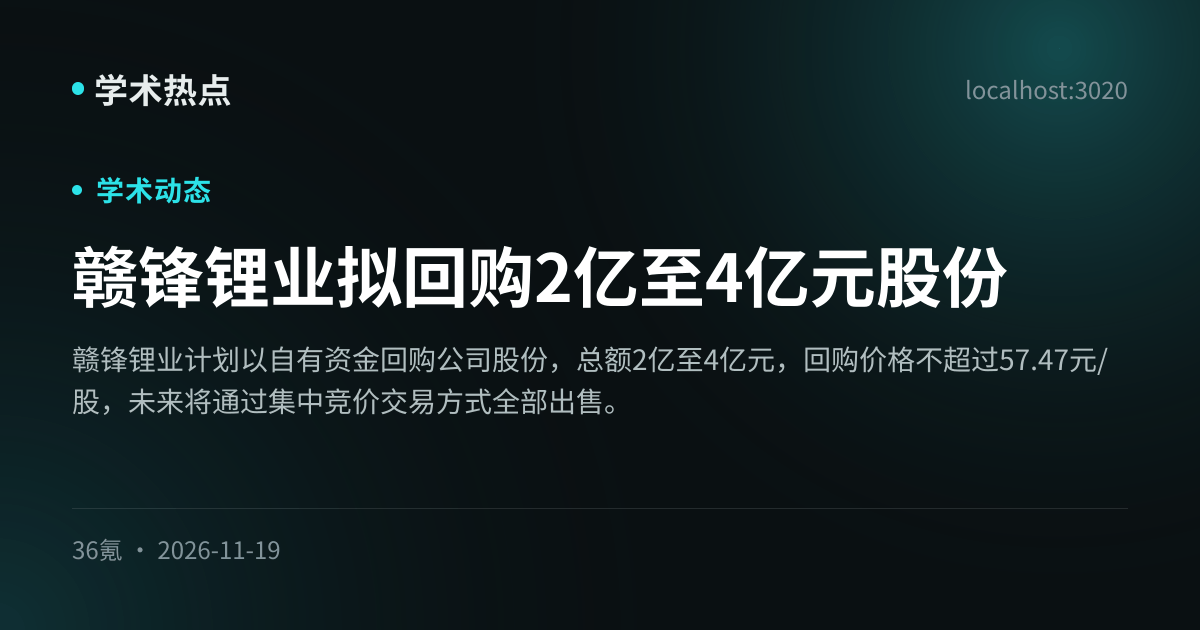 学术热点
localhost:3020
学术动态
赣锋锂业拟回购2亿至4亿元股份
赣锋锂业计划以自有资金回购公司股份，总额2亿至4亿元，回购价格不超过57.47元/
股，未来将通过集中竞价交易方式全部出售。
36氪 · 2026-11-19